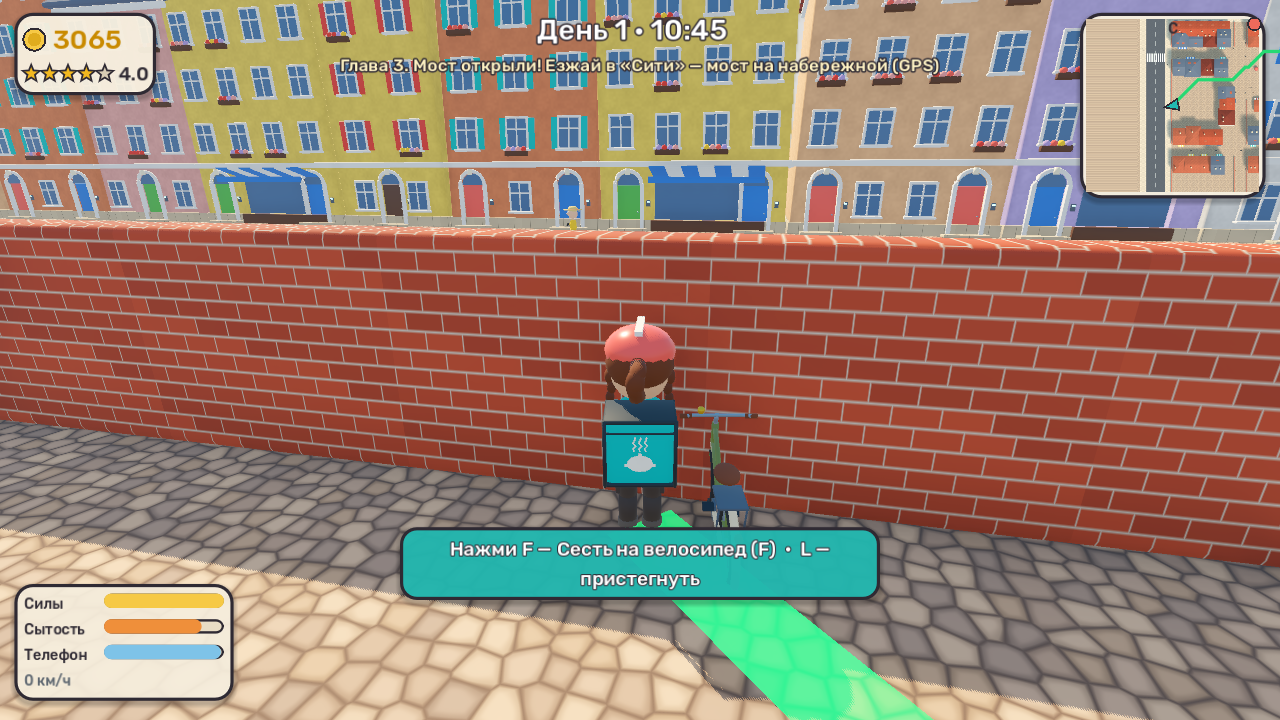 3065
4.0
День 1 • 10:45
Глава 3. Мост открыли! Езжай в «Сити» — мост на набережной (GPS)
Нажми F — Сесть на велосипед (F) • L —
пристегнуть
Силы
Сытость
Телефон
0 км/ч